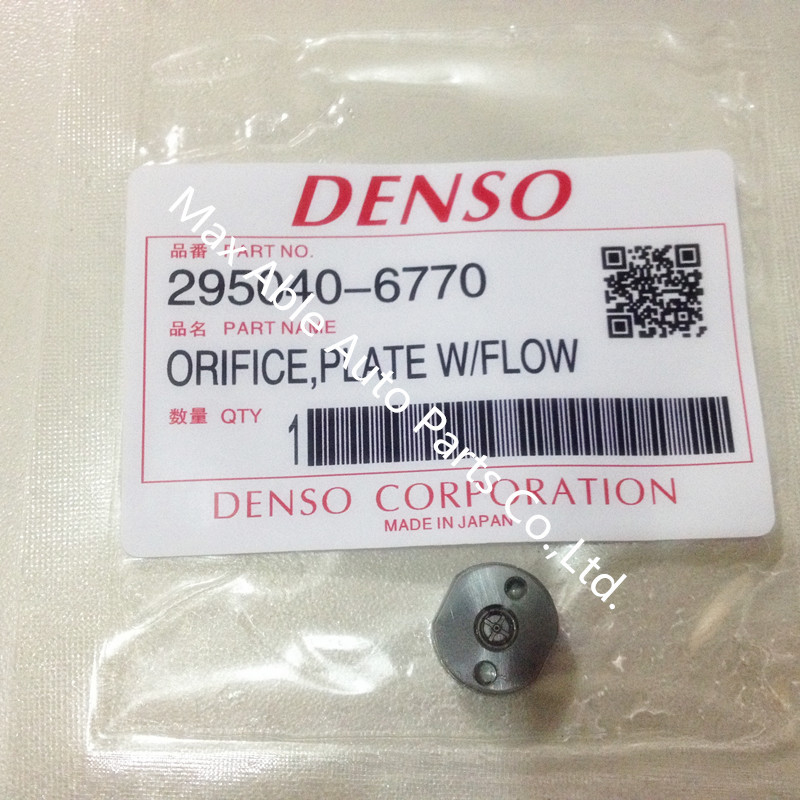 DENSO
品番 PART NO.
295040-6770
品名 PART NAME
ORIFICE,PLATE W/FLOW
数量 QTY 1
DENSO CORPORATION
MADE IN JAPAN
Max Able Auto Parts Co.,Ltd.